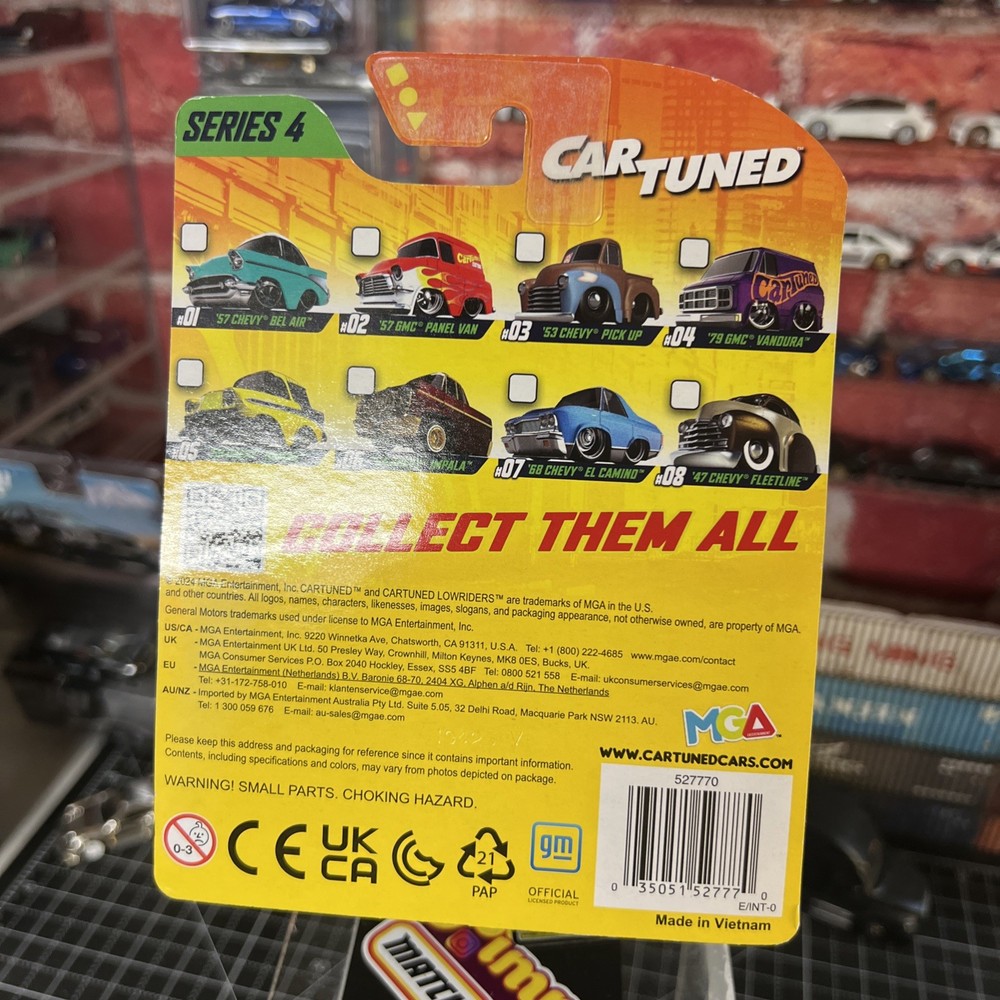 SERIES 4
CARTUNED™
#01 '57 CHEVY® BEL AIR™
#02 '57 GMC® PANEL VAN
#03 '53 CHEVY® PICK UP
#04 '79 GMC® VANDURA™
CarTuned
#05
IMPALA™
#07 '68 CHEVY® EL CAMINO™
#08 '47 CHEVY® FLEETLINE™
COLLECT THEM ALL
© 2024 MGA Entertainment, Inc. CARTUNED™ and CARTUNED LOWRIDERS™ are trademarks of MGA in the U.S.
and other countries. All logos, names, characters, likenesses, images, slogans, and packaging appearance, not otherwise owned, are property of MGA.
General Motors trademarks used under license to MGA Entertainment, Inc.
US/CA - MGA Entertainment, Inc. 9220 Winnetka Ave, Chatsworth, CA 91311, U.S.A. Tel: +1 (800) 222-4685 www.mgae.com/contact
UK - MGA Entertainment UK Ltd. 50 Presley Way, Crownhill, Milton Keynes, MK8 0ES, Bucks, UK.
MGA Consumer Services P.O. Box 2040 Hockley, Essex, SS5 4BF Tel: 0800 521 558 E-mail: ukconsumerservices@mgae.com
EU - MGA Entertainment (Netherlands) B.V. Baronie 68-70, 2404 XG, Alphen a/d Rijn, The Netherlands
Tel: +31-172-758-010 E-mail: klantenservice@mgae.com
AU/NZ - Imported by MGA Entertainment Australia Pty Ltd. Suite 5.05, 32 Delhi Road, Macquarie Park NSW 2113. AU.
Tel: 1 300 059 676 E-mail: au-sales@mgae.com
MGA
Please keep this address and packaging for reference since it contains important information.
Contents, including specifications and colors, may vary from photos depicted on package.
WWW.CARTUNEDCARS.COM
WARNING! SMALL PARTS. CHOKING HAZARD.
0-3
CE
UK
CA
21
PAP
gm
OFFICIAL
LICENSED PRODUCT
527770
0 35051 52777 0
E/INT-0
Made in Vietnam